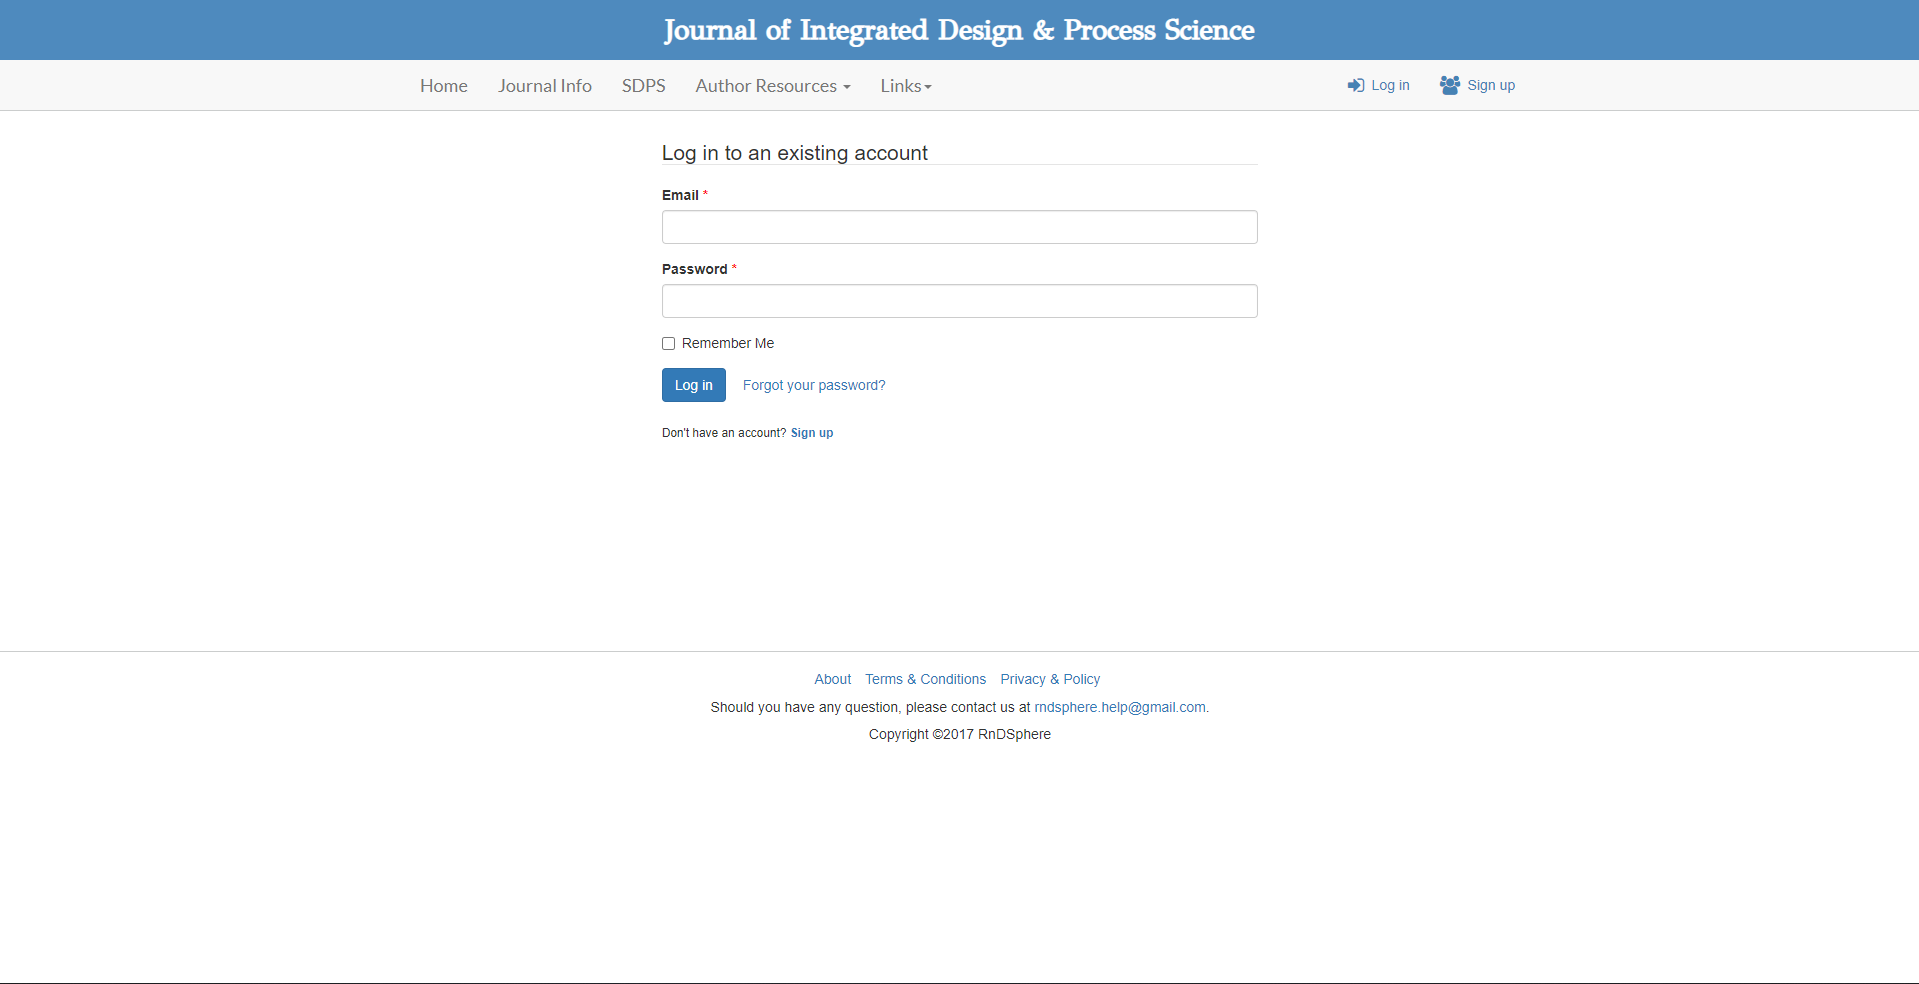 Journal of Integrated Design & Process Science
Home Journal Info SDPS Author Resources Links Log in Sign up
Log in to an existing account
Email *
Password *
Remember Me
Log in Forgot your password?
Don't have an account? Sign up
About Terms & Conditions Privacy & Policy
Should you have any question, please contact us at rndsphere.help@gmail.com.
Copyright ©2017 RnDSphere